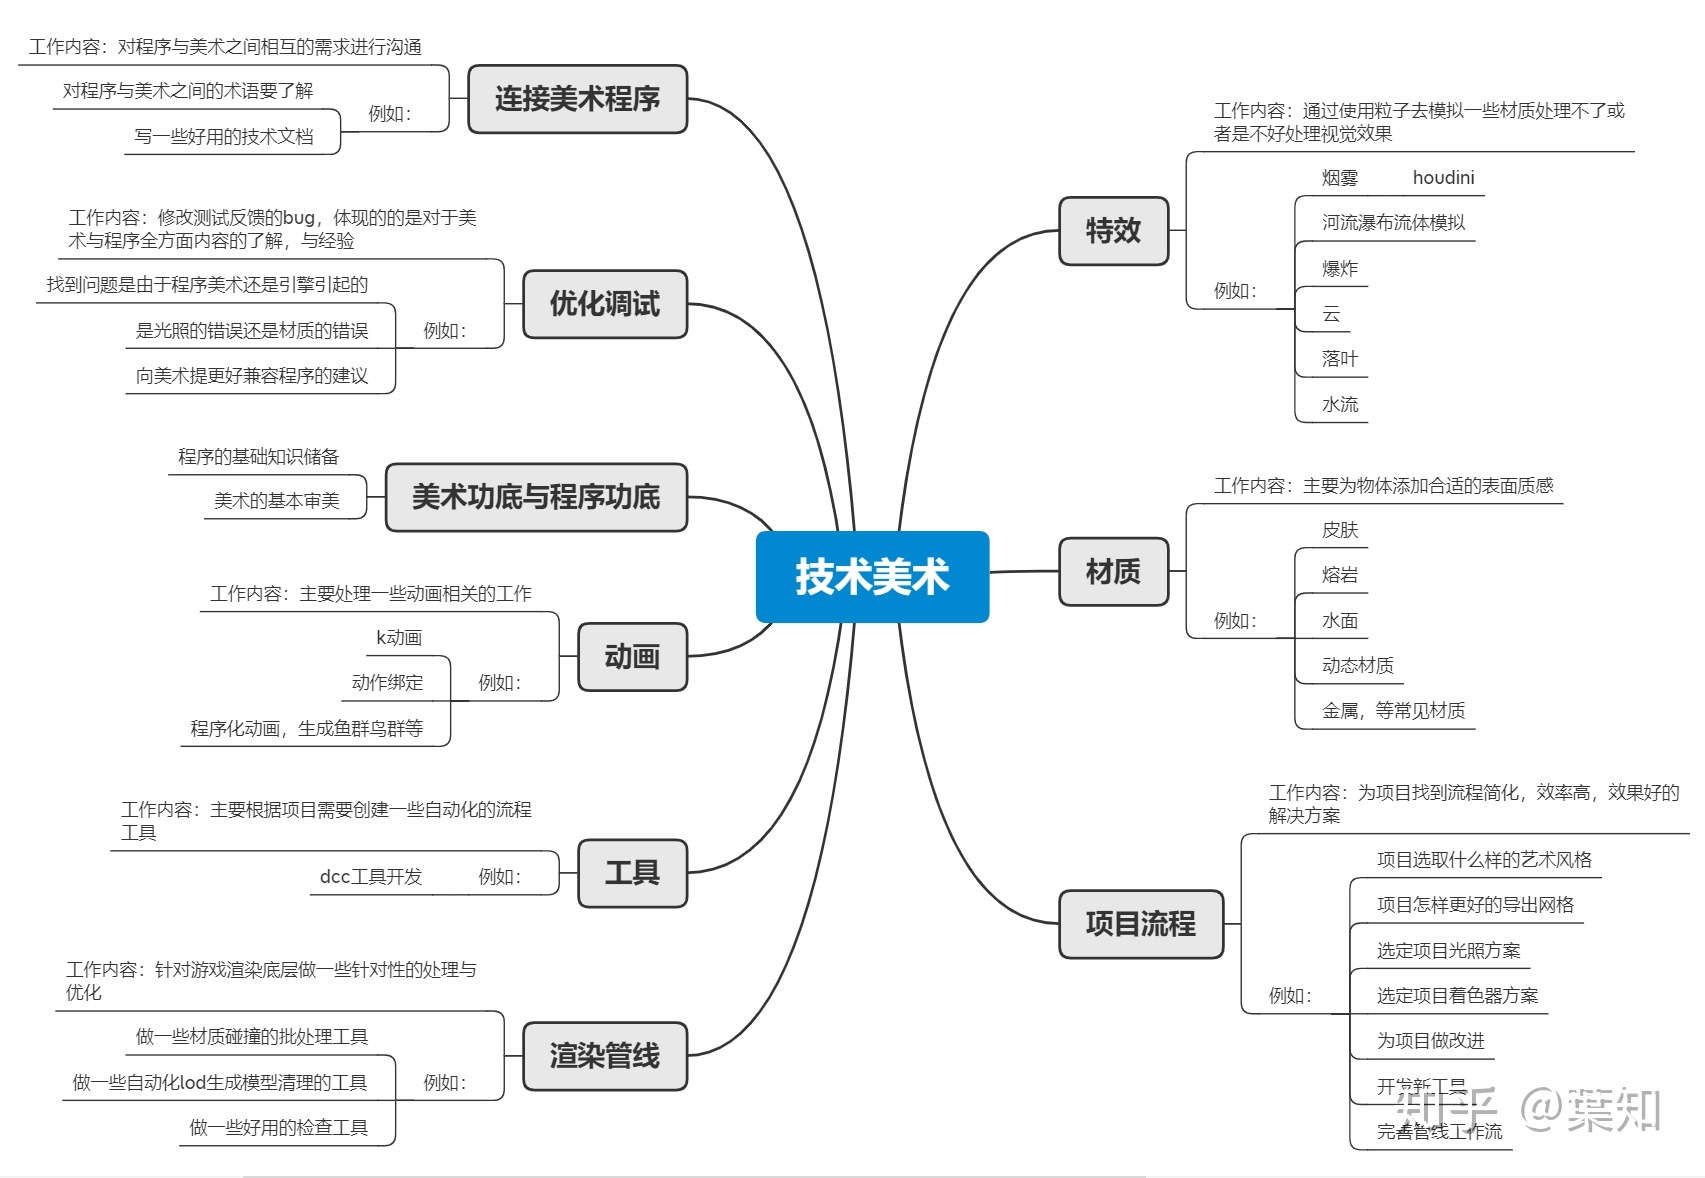 工作内容：对程序与美术之间相互的需求进行沟通
对程序与美术之间的术语要了解
例如：
写一些好用的技术文档
连接美术程序
工作内容：修改测试反馈的bug，体现的的是对于美
术与程序全方面内容的了解，与经验
找到问题是由于程序美术还是引擎引起的
是光照的错误还是材质的错误
例如：
向美术提更好兼容程序的建议
优化调试
程序的基础知识储备
美术的基本审美
美术功底与程序功底
工作内容：主要处理一些动画相关的工作
k动画
动作绑定
例如：
程序化动画，生成鱼群鸟群等
动画
工作内容：主要根据项目需要创建一些自动化的流程
工具
dcc工具开发
例如：
工具
工作内容：针对游戏渲染底层做一些针对性的处理与
优化
做一些材质碰撞的批处理工具
做一些自动化lod生成模型清理的工具
例如：
做一些好用的检查工具
渲染管线
技术美术
特效
工作内容：通过使用粒子去模拟一些材质处理不了或
者是不好处理视觉效果
例如：
烟雾
houdini
河流瀑布流体模拟
爆炸
云
落叶
水流
材质
工作内容：主要为物体添加合适的表面质感
例如：
皮肤
熔岩
水面
动态材质
金属，等常见材质
项目流程
工作内容：为项目找到流程简化，效率高，效果好的
解决方案
例如：
项目选取什么样的艺术风格
项目怎样更好的导出网格
选定项目光照方案
选定项目着色器方案
为项目做改进
开发新工具
完善管线工作流
知乎 @葉知